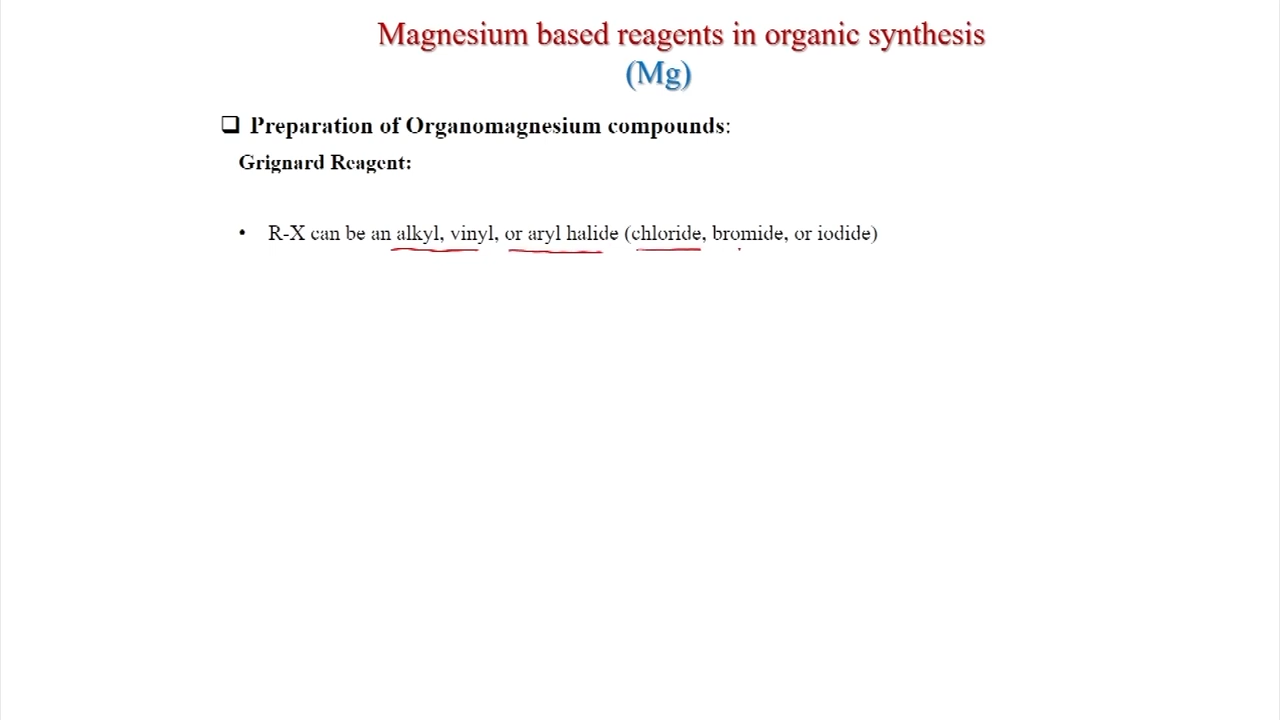 Magnesium based reagents in organic synthesis
(Mg)
❑ Preparation of Organomagnesium compounds:
Grignard Reagent:
• R-X can be an alkyl, vinyl, or aryl halide (chloride, bromide, or iodide)